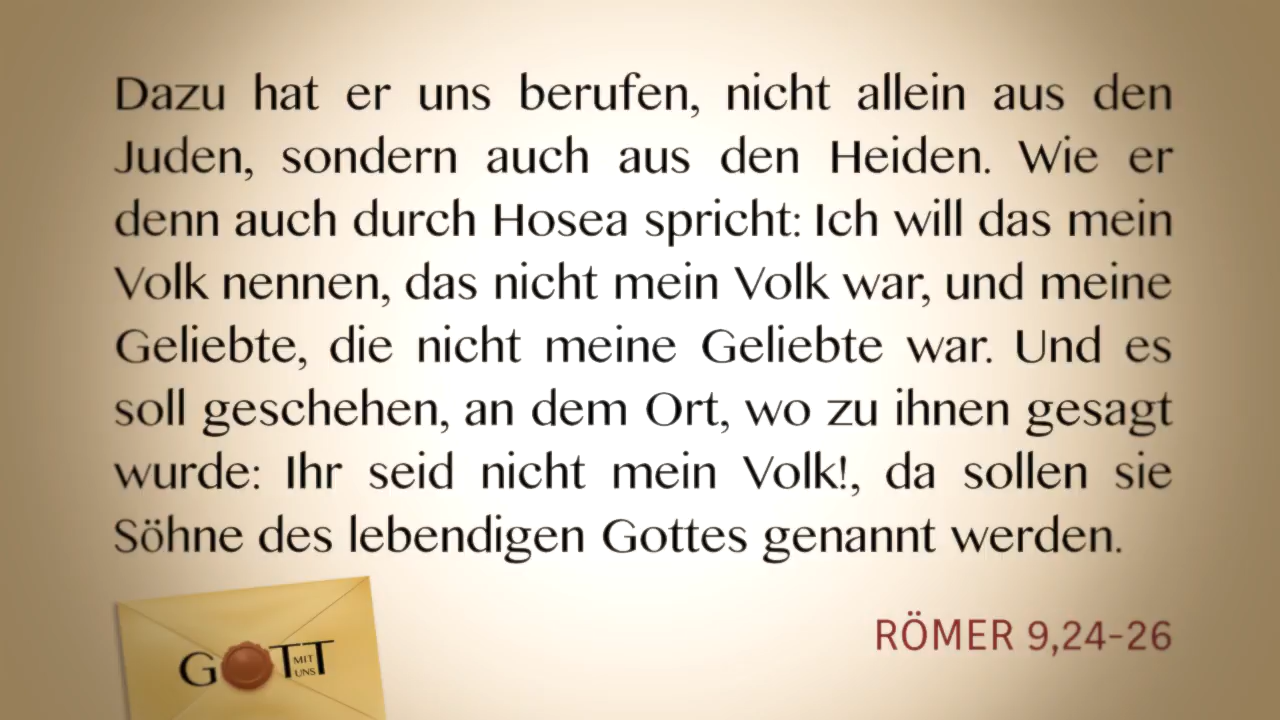 Dazu hat er uns berufen, nicht allein aus den
Juden, sondern auch aus den Heiden. Wie er
denn auch durch Hosea spricht: Ich will das mein
Volk nennen, das nicht mein Volk war, und meine
Geliebte, die nicht meine Geliebte war. Und es
soll geschehen, an dem Ort, wo zu ihnen gesagt
wurde: Ihr seid nicht mein Volk!, da sollen sie
Söhne des lebendigen Gottes genannt werden.
RÖMER 9,24-26
GOTT
MIT
UNS